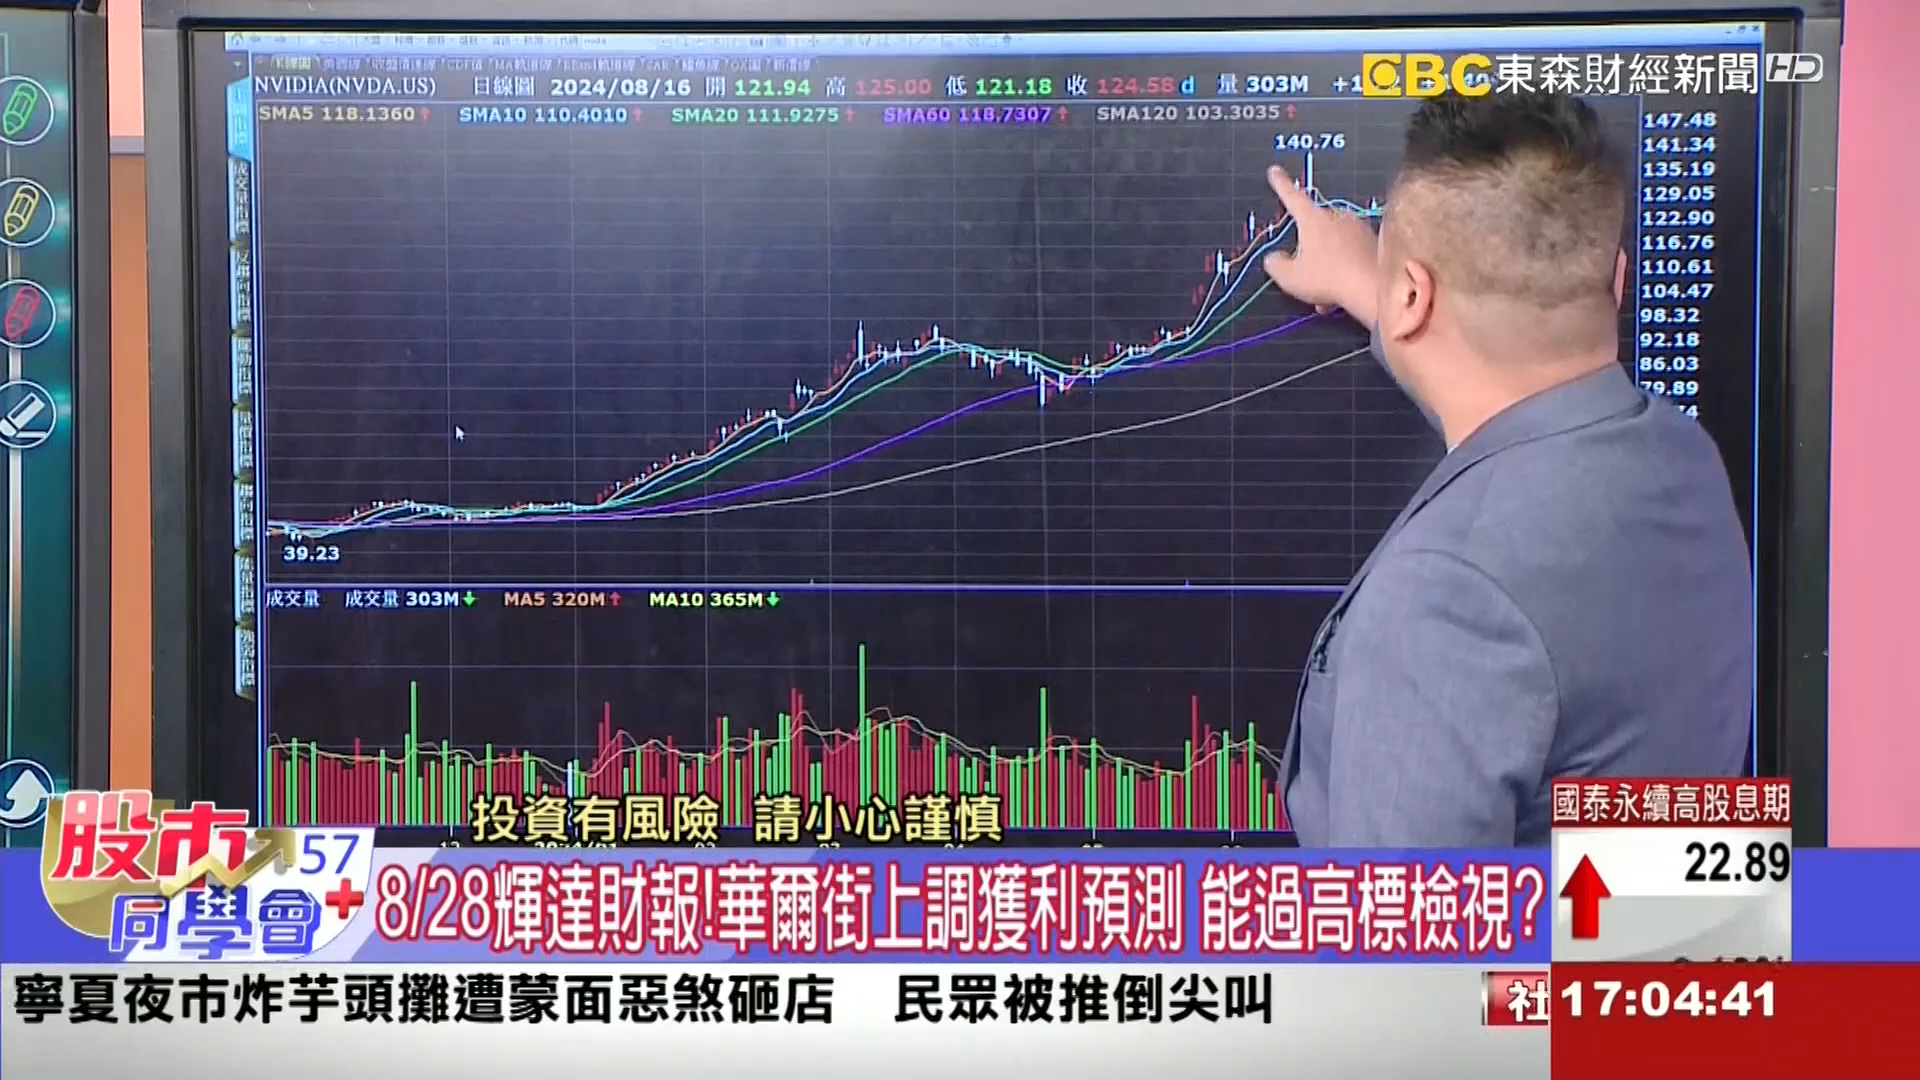 EBC 東森財經新聞 HD
NVIDIA(NVDA.US) 日線圖 2024/08/16 開 121.94 高 125.00 低 121.18 收 124.58 d 量 303M
SMA5 118.1360↑ SMA10 110.4010↑ SMA20 111.9275↑ SMA60 118.7307↑ SMA120 103.3035↑
147.48
140.76
141.34
135.19
129.05
122.90
116.76
110.61
104.47
98.32
92.18
86.03
79.89
39.23
成交量 成交量 303M↓ MA5 320M↑ MA10 365M↓
投資有風險 請小心謹慎
股市 57
同學會+
8/28輝達財報!華爾街上調獲利預測 能過高標檢視?
國泰永續高股息期
22.89
寧夏夜市炸芋頭攤遭蒙面惡煞砸店 民眾被推倒尖叫
社
17:04:41